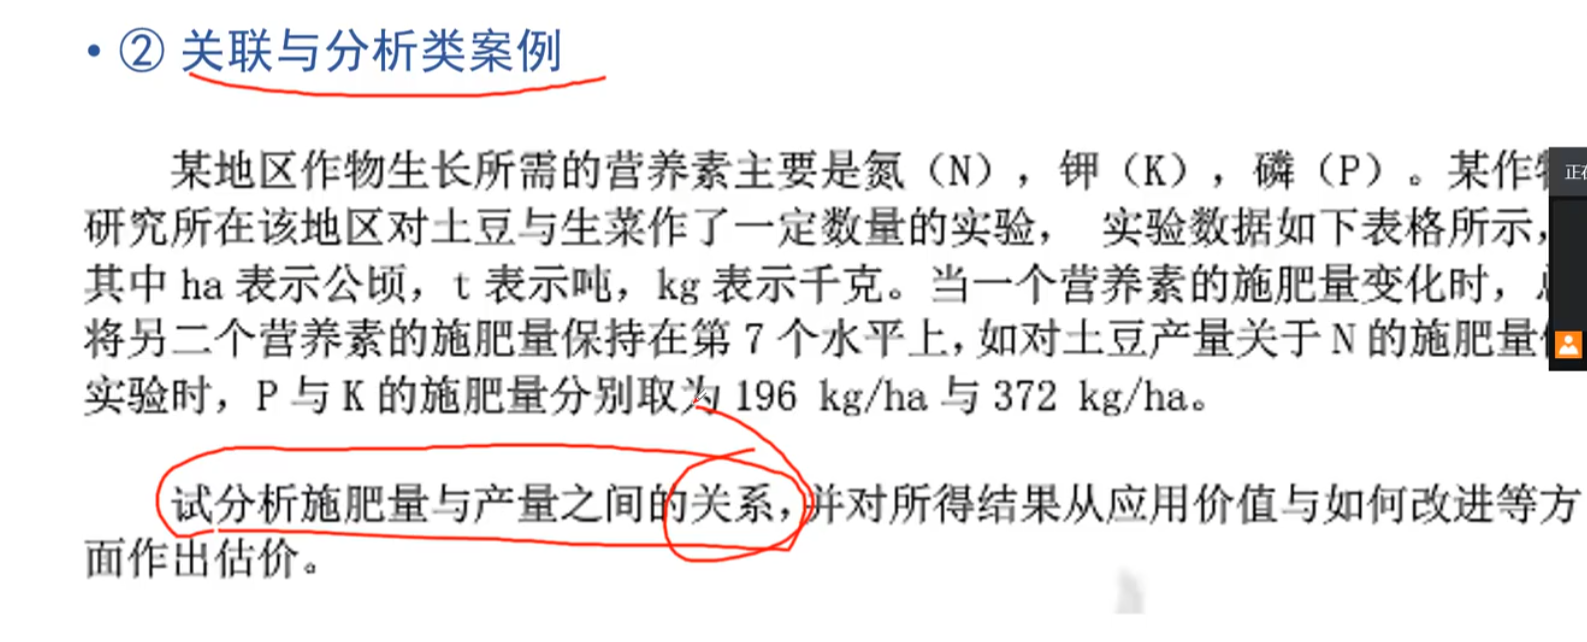 • ② 关联与分析类案例
某地区作物生长所需的营养素主要是氮（N），钾（K），磷（P）。某作
研究所在该地区对土豆与生菜作了一定数量的实验， 实验数据如下表格所示，
其中 ha 表示公顷，t 表示吨，kg 表示千克。当一个营养素的施肥量变化时，
将另二个营养素的施肥量保持在第 7 个水平上，如对土豆产量关于 N 的施肥量
实验时，P 与 K 的施肥量分别取为 196 kg/ha 与 372 kg/ha。
试分析施肥量与产量之间的关系，并对所得结果从应用价值与如何改进等方
面作出估价。